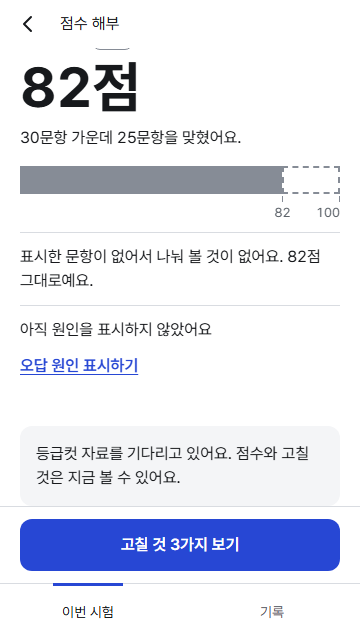 점수 해부
82점
30문항 가운데 25문항을 맞혔어요.
82 100
표시한 문항이 없어서 나눠 볼 것이 없어요. 82점
그대로예요.
아직 원인을 표시하지 않았어요
오답 원인 표시하기
등급컷 자료를 기다리고 있어요. 점수와 고칠
것은 지금 볼 수 있어요.
고칠 것 3가지 보기
이번 시험 기록